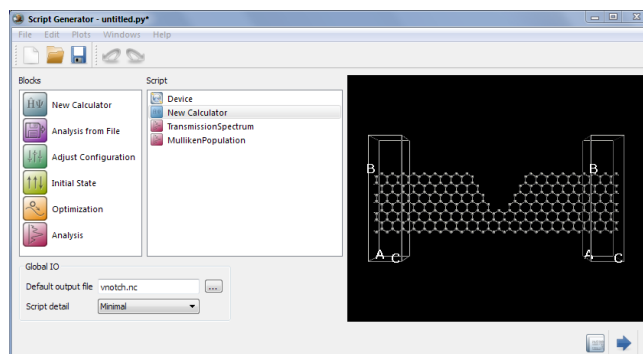 Script Generator - untitled.py*
File Edit Plots Windows Help
Blocks
New Calculator
Analysis from File
Adjust Configuration
Initial State
Optimization
Analysis
Script
Device
New Calculator
TransmissionSpectrum
MullikenPopulation
Global IO
Default output file vnotch.nc ...
Script detail Minimal
B B
A C A C